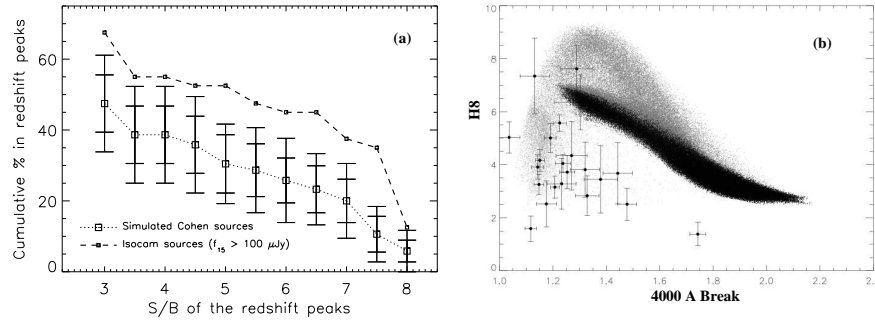 (a)
60
40
20
0
Cumulative % in redshift peaks
Simulated Cohen sources
Isocam sources (f15 > 100 μJy)
3 4 5 6 7 8
S/B of the redshift peaks
(b)
10
8
6
4
2
0
H8
1.0 1.2 1.4 1.6 1.8 2.0 2.2 2.
4000 A Break